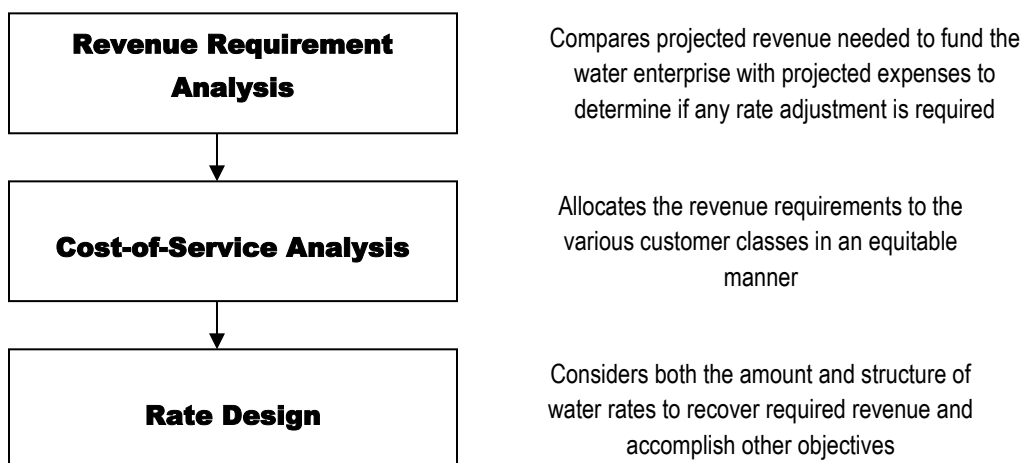 Revenue Requirement
Analysis
Compares projected revenue needed to fund the
water enterprise with projected expenses to
determine if any rate adjustment is required
Cost-of-Service Analysis
Allocates the revenue requirements to the
various customer classes in an equitable
manner
Rate Design
Considers both the amount and structure of
water rates to recover required revenue and
accomplish other objectives